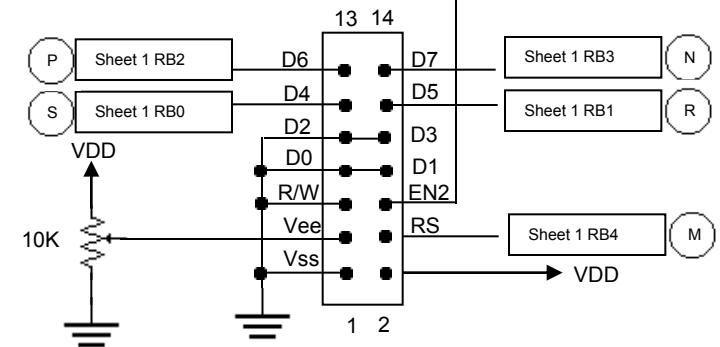 13 14
P Sheet 1 RB2 D6 D7 Sheet 1 RB3 N
S Sheet 1 RB0 D4 D5 Sheet 1 RB1 R
D2 D3
VDD D0 D1
R/W EN2
10K Vee RS Sheet 1 RB4 M
Vss VDD
1 2